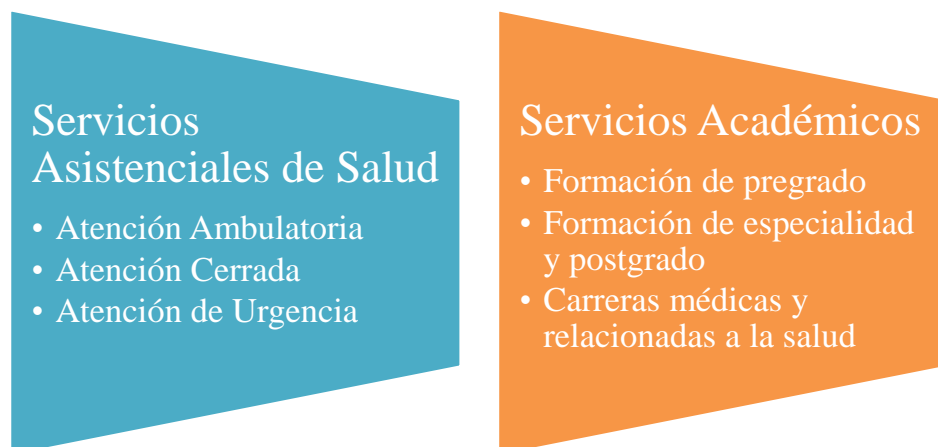 Servicios
Asistenciales de Salud
• Atención Ambulatoria
• Atención Cerrada
• Atención de Urgencia
Servicios Académicos
• Formación de pregrado
• Formación de especialidad
y postgrado
• Carreras médicas y
relacionadas a la salud